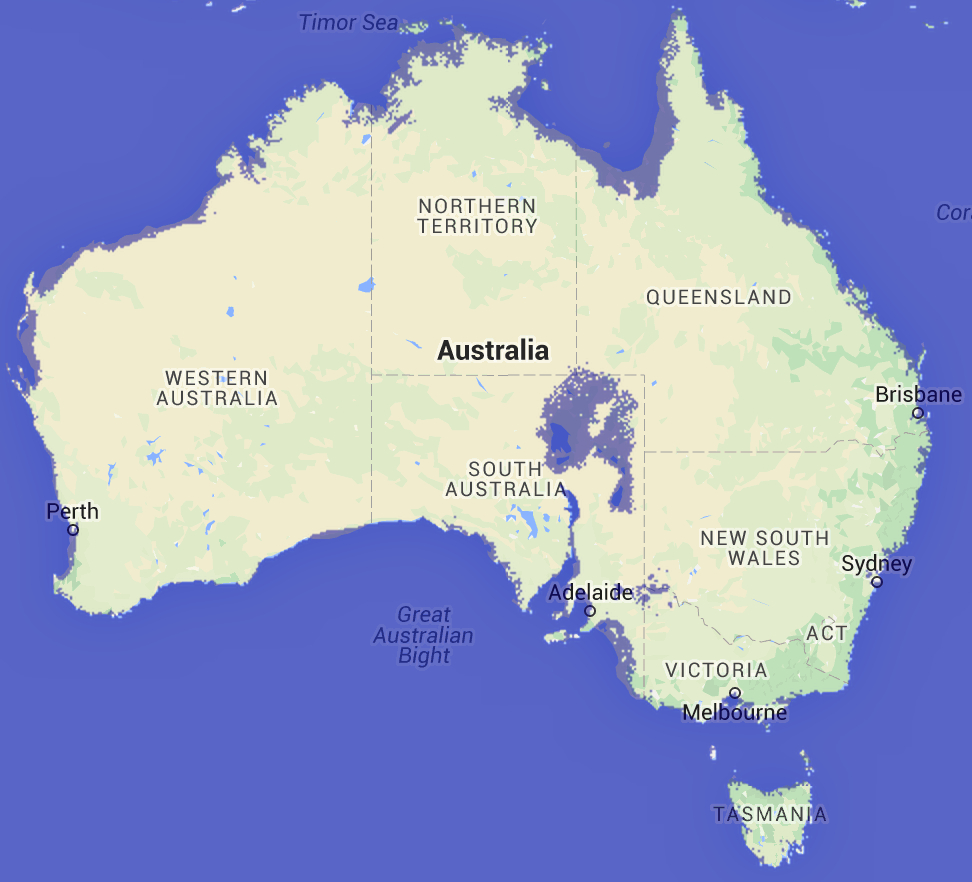 Timor Sea
NORTHERN
TERRITORY
QUEENSLAND
Australia
WESTERN
AUSTRALIA
Brisbane
SOUTH
AUSTRALIA
Perth
NEW SOUTH
WALES
Sydney
Adelaide
Great
Australian
Bight
ACT
VICTORIA
Melbourne
TASMANIA